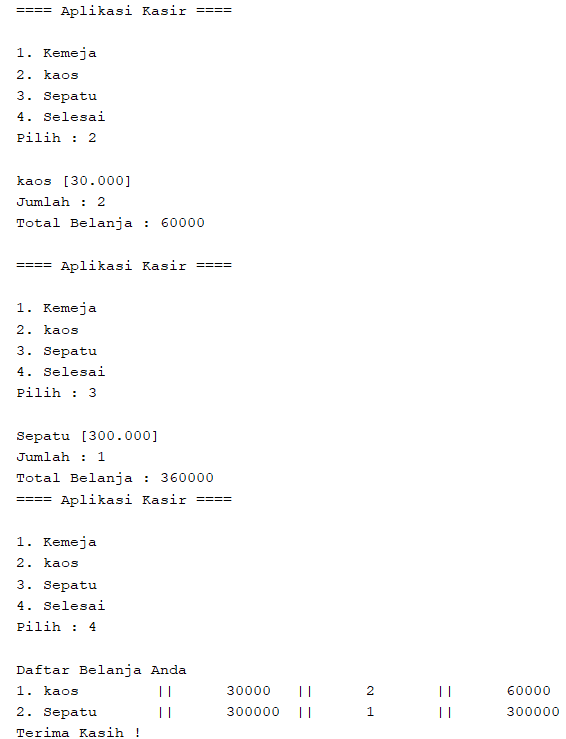 ==== Aplikasi Kasir ====
1. Kemeja
2. kaos
3. Sepatu
4. Selesai
Pilih : 2
kaos [30.000]
Jumlah : 2
Total Belanja : 60000
==== Aplikasi Kasir ====
1. Kemeja
2. kaos
3. Sepatu
4. Selesai
Pilih : 3
Sepatu [300.000]
Jumlah : 1
Total Belanja : 360000
==== Aplikasi Kasir ====
1. Kemeja
2. kaos
3. Sepatu
4. Selesai
Pilih : 4
Daftar Belanja Anda
1. kaos || 30000 || 2 || 60000
2. Sepatu || 300000 || 1 || 300000
Terima Kasih !